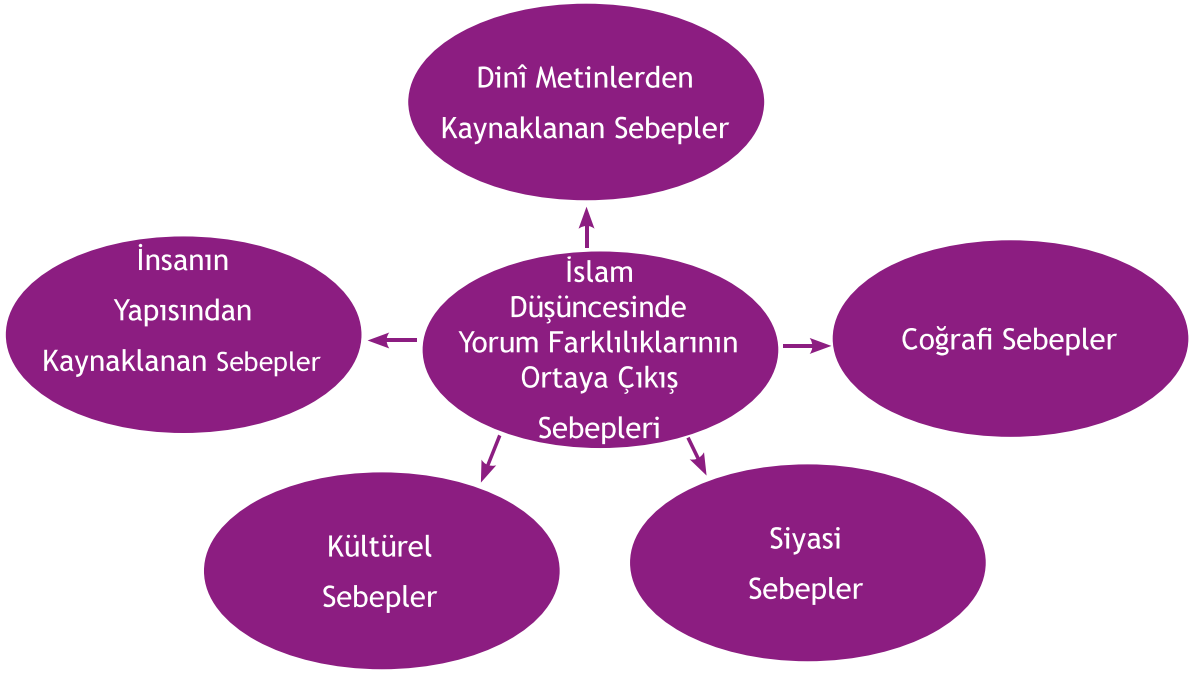 Dinî Metinlerden
Kaynaklanan Sebepler
İnsanın
Yapısından
Kaynaklanan Sebepler
İslam
Düşüncesinde
Yorum Farklılıklarının
Ortaya Çıkış
Sebepleri
Coğrafi Sebepler
Kültürel
Sebepler
Siyasi
Sebepler